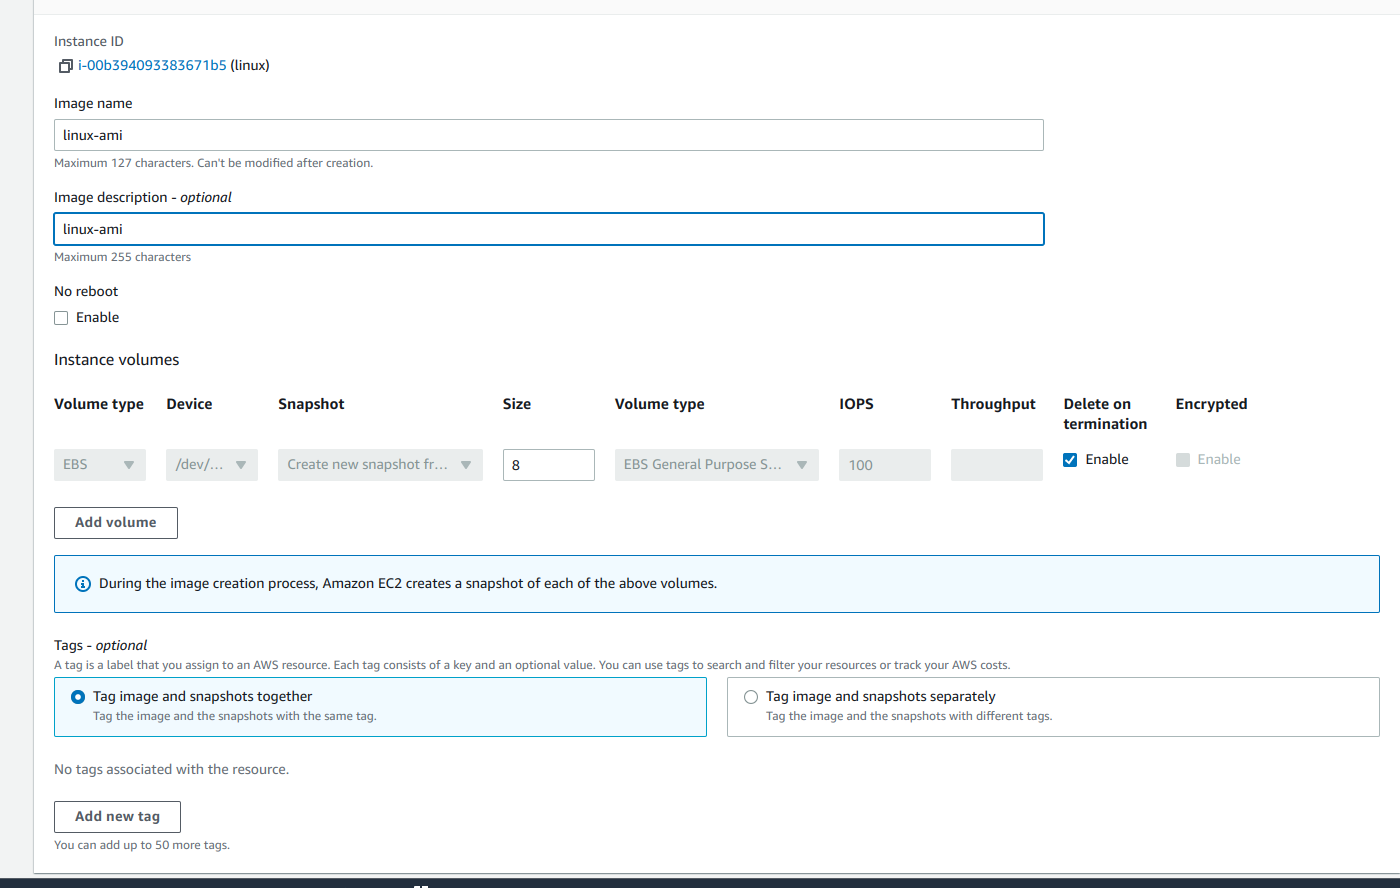 Instance ID
i-00b394093383671b5 (linux)
Image name
linux-ami
Maximum 127 characters. Can't be modified after creation.
Image description - optional
linux-ami
Maximum 255 characters
No reboot
Enable
Instance volumes
Volume type Device Snapshot Size Volume type IOPS Throughput Delete on termination Encrypted
EBS /dev/... Create new snapshot fr... 8 EBS General Purpose S... 100 Enable Enable
Add volume
During the image creation process, Amazon EC2 creates a snapshot of each of the above volumes.
Tags - optional
A tag is a label that you assign to an AWS resource. Each tag consists of a key and an optional value. You can use tags to search and filter your resources or track your AWS costs.
Tag image and snapshots together
Tag the image and the snapshots with the same tag.
Tag image and snapshots separately
Tag the image and the snapshots with different tags.
No tags associated with the resource.
Add new tag
You can add up to 50 more tags.